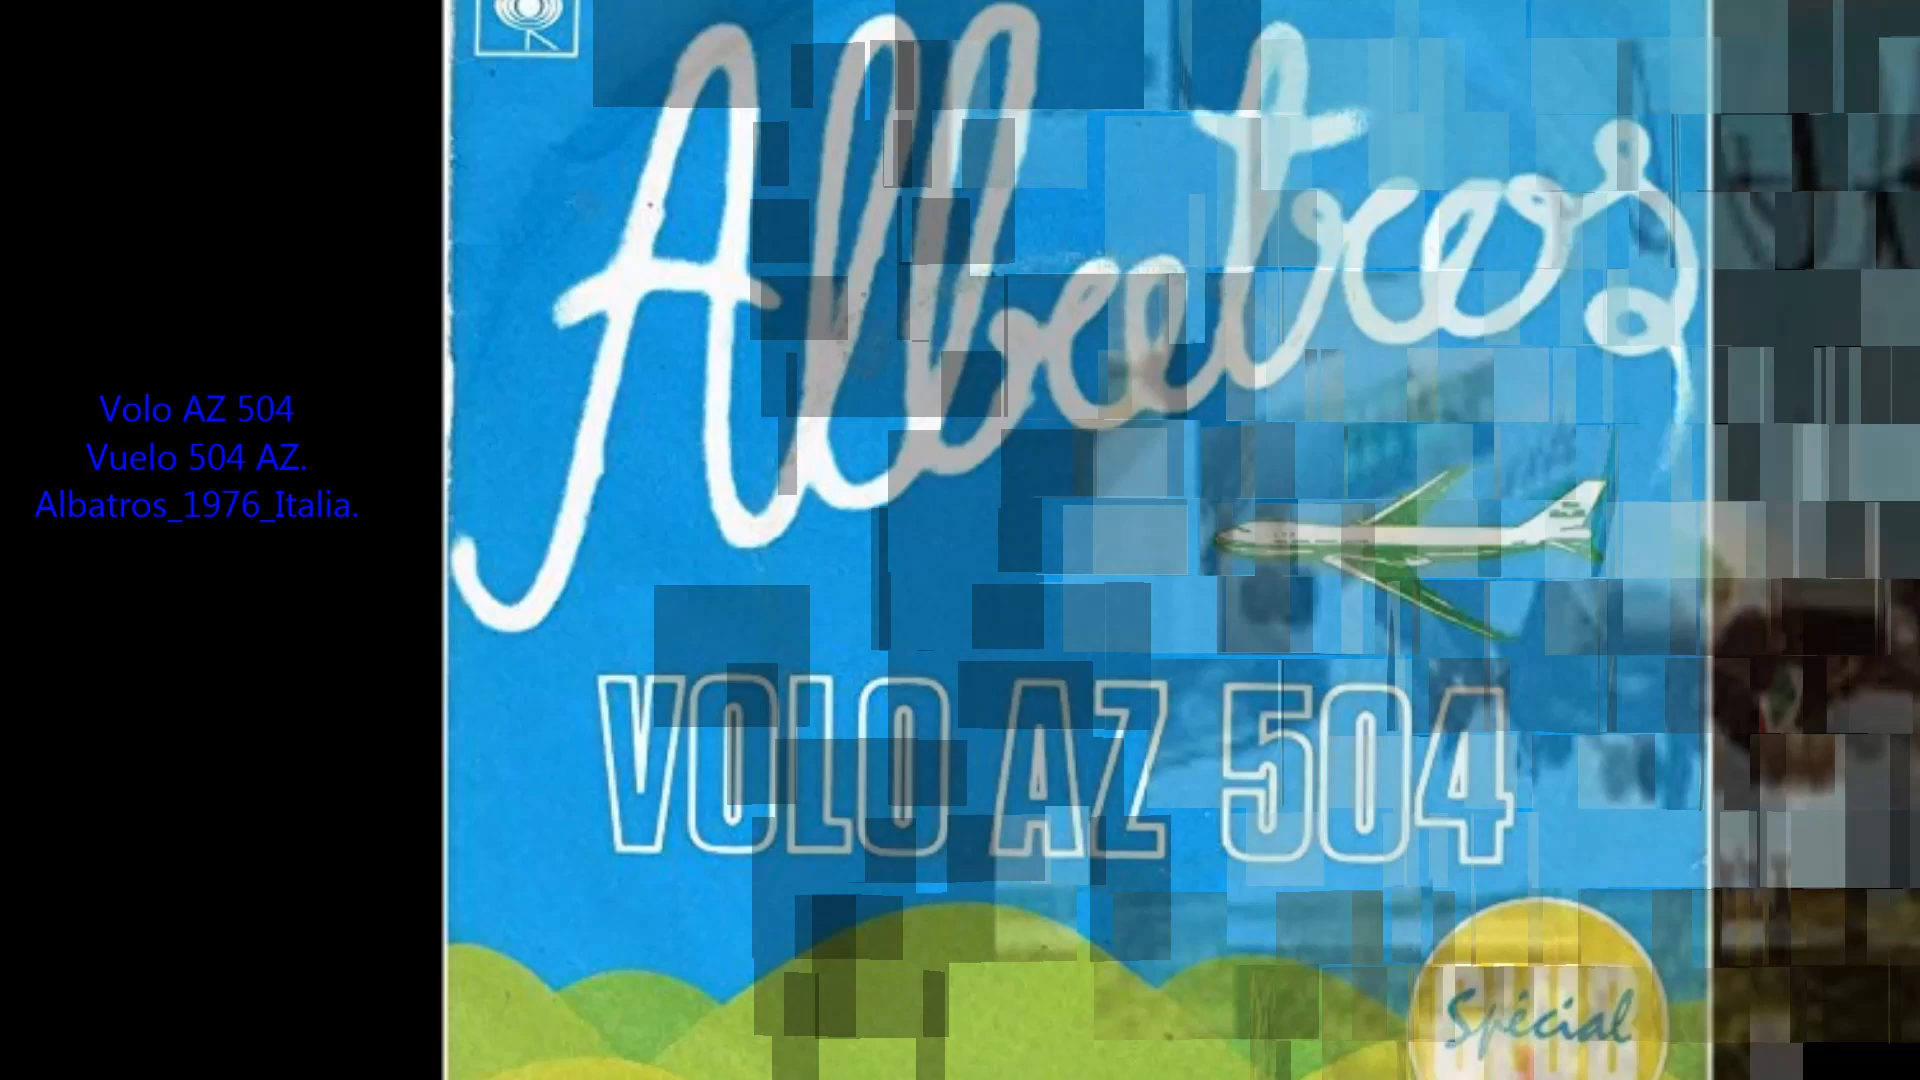 Volo AZ 504
Vuelo 504 AZ.
Albatros_1976_Italia.
Albatros
VOLO AZ 504
Spécial